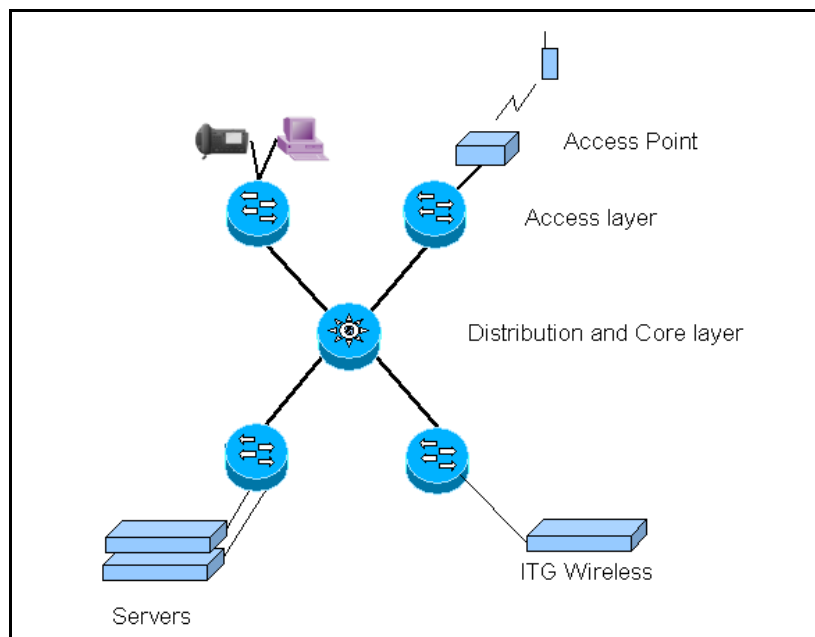 Access Point
Access layer
Distribution and Core layer
ITG Wireless
Servers